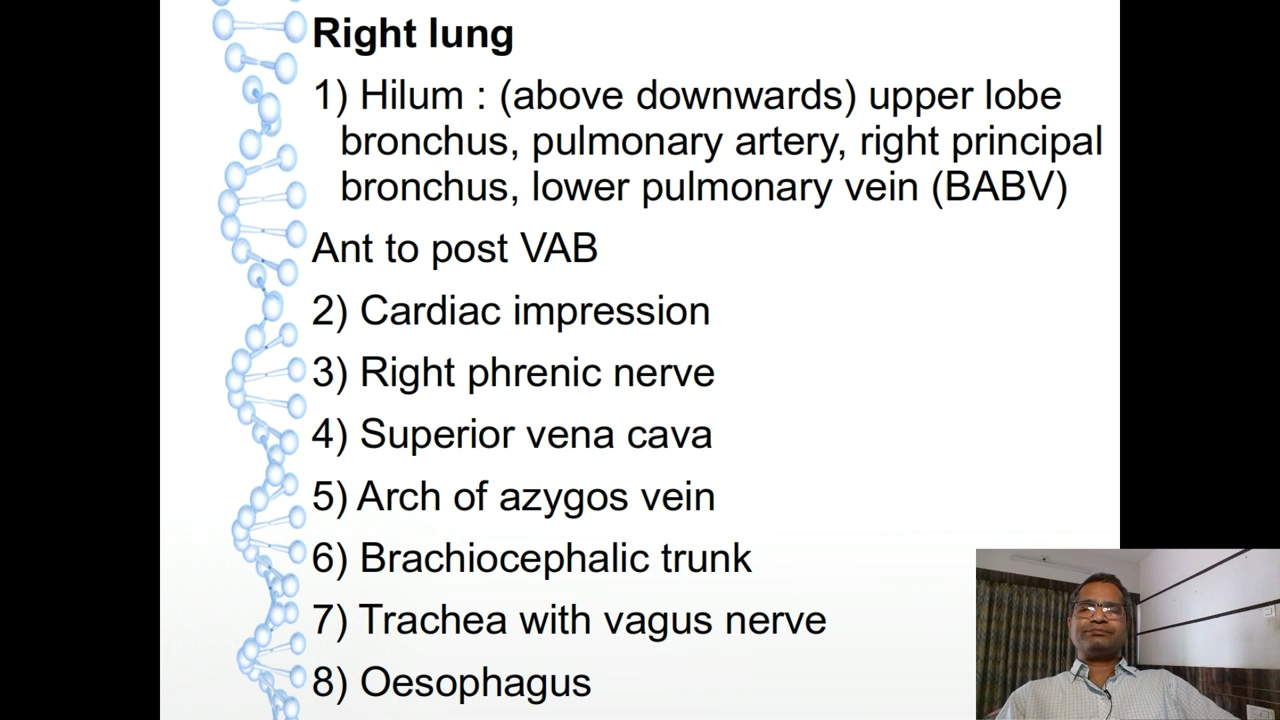 Right lung
1) Hilum : (above downwards) upper lobe
bronchus, pulmonary artery, right principal
bronchus, lower pulmonary vein (BABV)
Ant to post VAB
2) Cardiac impression
3) Right phrenic nerve
4) Superior vena cava
5) Arch of azygos vein
6) Brachiocephalic trunk
7) Trachea with vagus nerve
8) Oesophagus